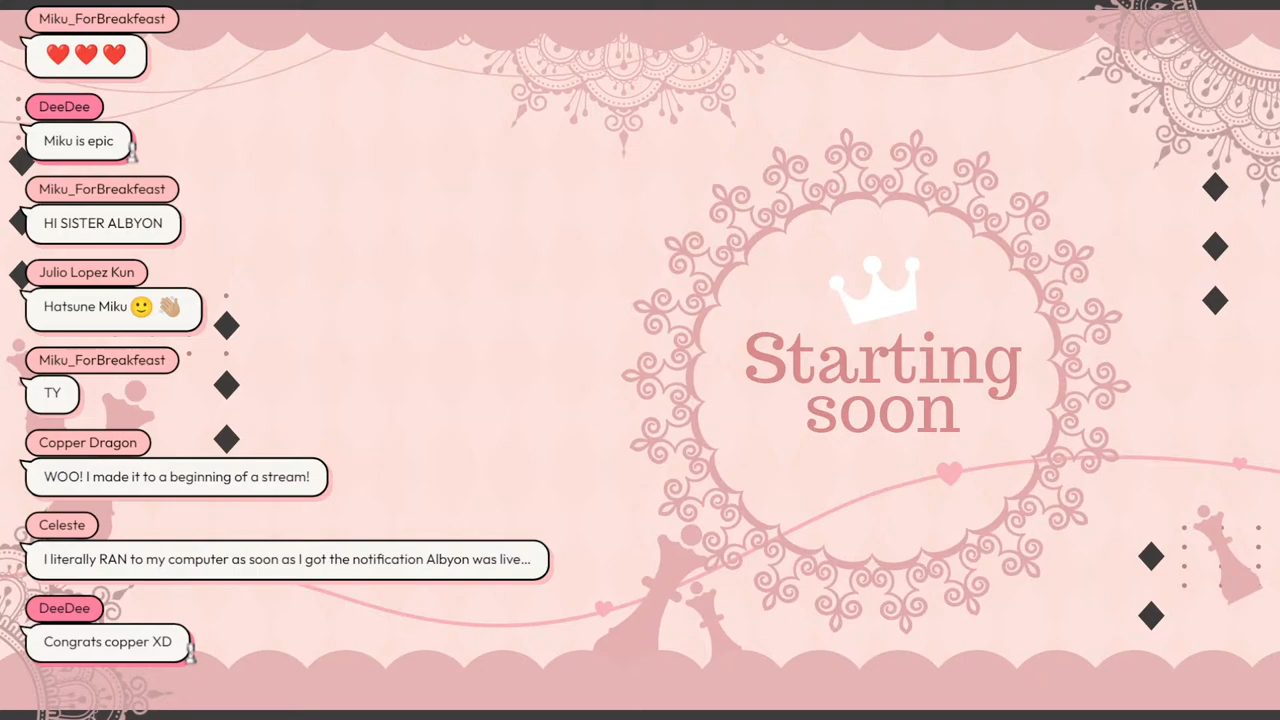 Miku_ForBreakfeast
❤️❤️❤️
DeeDee
Miku is epic
Miku_ForBreakfeast
HI SISTER ALBYON
Julio Lopez Kun
Hatsune Miku 🙂 👋🏼
Miku_ForBreakfeast
TY
Copper Dragon
WOO! I made it to a beginning of a stream!
Celeste
I literally RAN to my computer as soon as I got the notification Albyon was live...
DeeDee
Congrats copper XD
Starting
soon